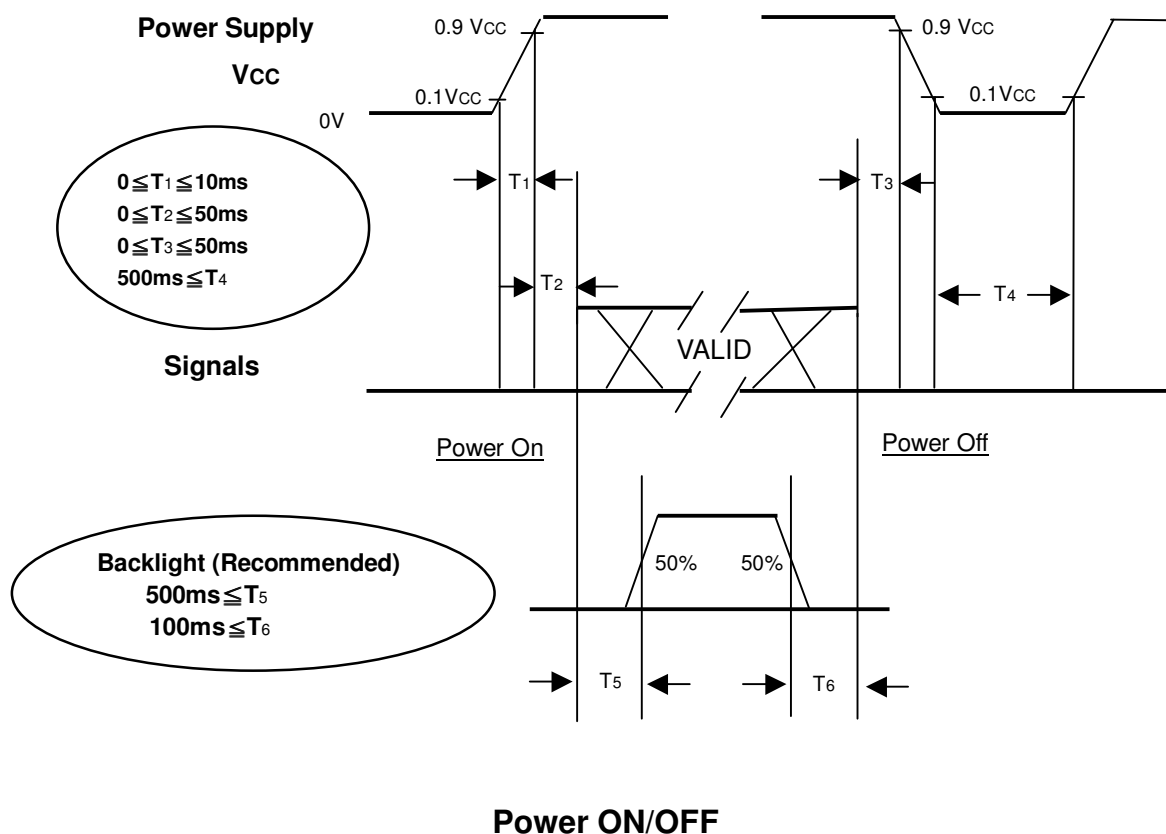 Power Supply
VCC
0.9 VCC
0.1VCC
0V
0.9 VCC
0.1VCC
0≦T1≦10ms
0≦T2≦50ms
0≦T3≦50ms
500ms≦T4
T1
T3
T2
T4
Signals
VALID
Power On
Power Off
Backlight (Recommended)
500ms≦T5
100ms≦T6
50%
50%
T5
T6
Power ON/OFF